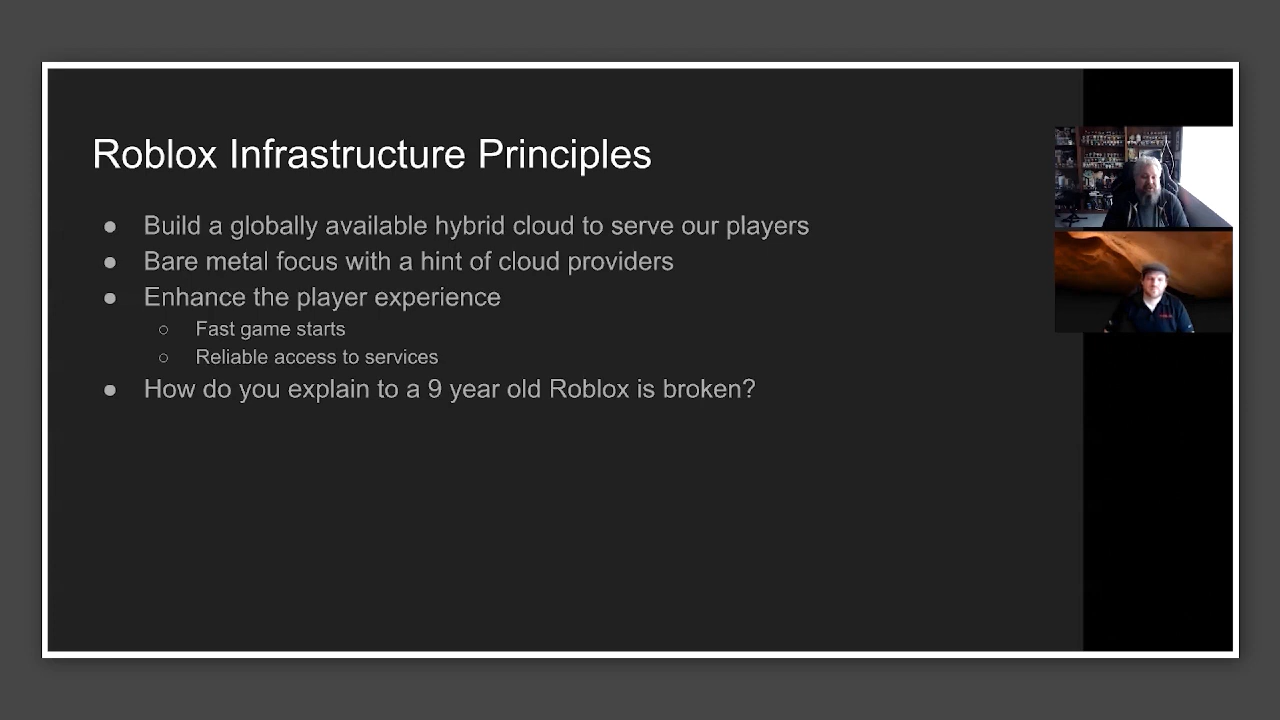 Roblox Infrastructure Principles
● Build a globally available hybrid cloud to serve our players
● Bare metal focus with a hint of cloud providers
● Enhance the player experience
○ Fast game starts
○ Reliable access to services
● How do you explain to a 9 year old Roblox is broken?